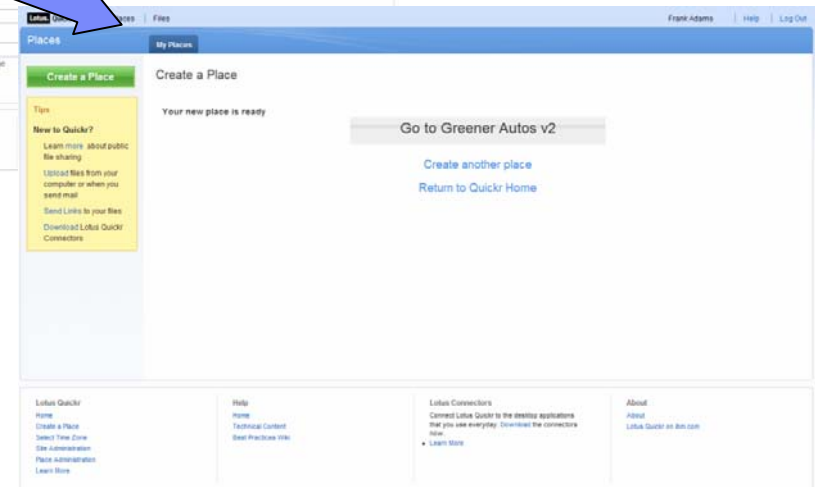 Lotus. Files Frank Adams Help Log Out
Places My Places
Create a Place
Create a Place
Tips
New to Quickr?
Learn more about public
file sharing
Upload files from your
computer or when you
send mail
Send Links to your files
Download Lotus Quickr
Connectors
Your new place is ready
Go to Greener Autos v2
Create another place
Return to Quickr Home
Lotus Quickr
Home
Create a Place
Select Time Zone
Site Administration
Place Administration
Learn More
Help
Home
Technical Content
Best Practices Wiki
Lotus Connectors
Connect Lotus Quickr to the desktop applications
that you use everyday. Download the connectors
now.
Learn More
About
About
Lotus Quickr on ibm.com